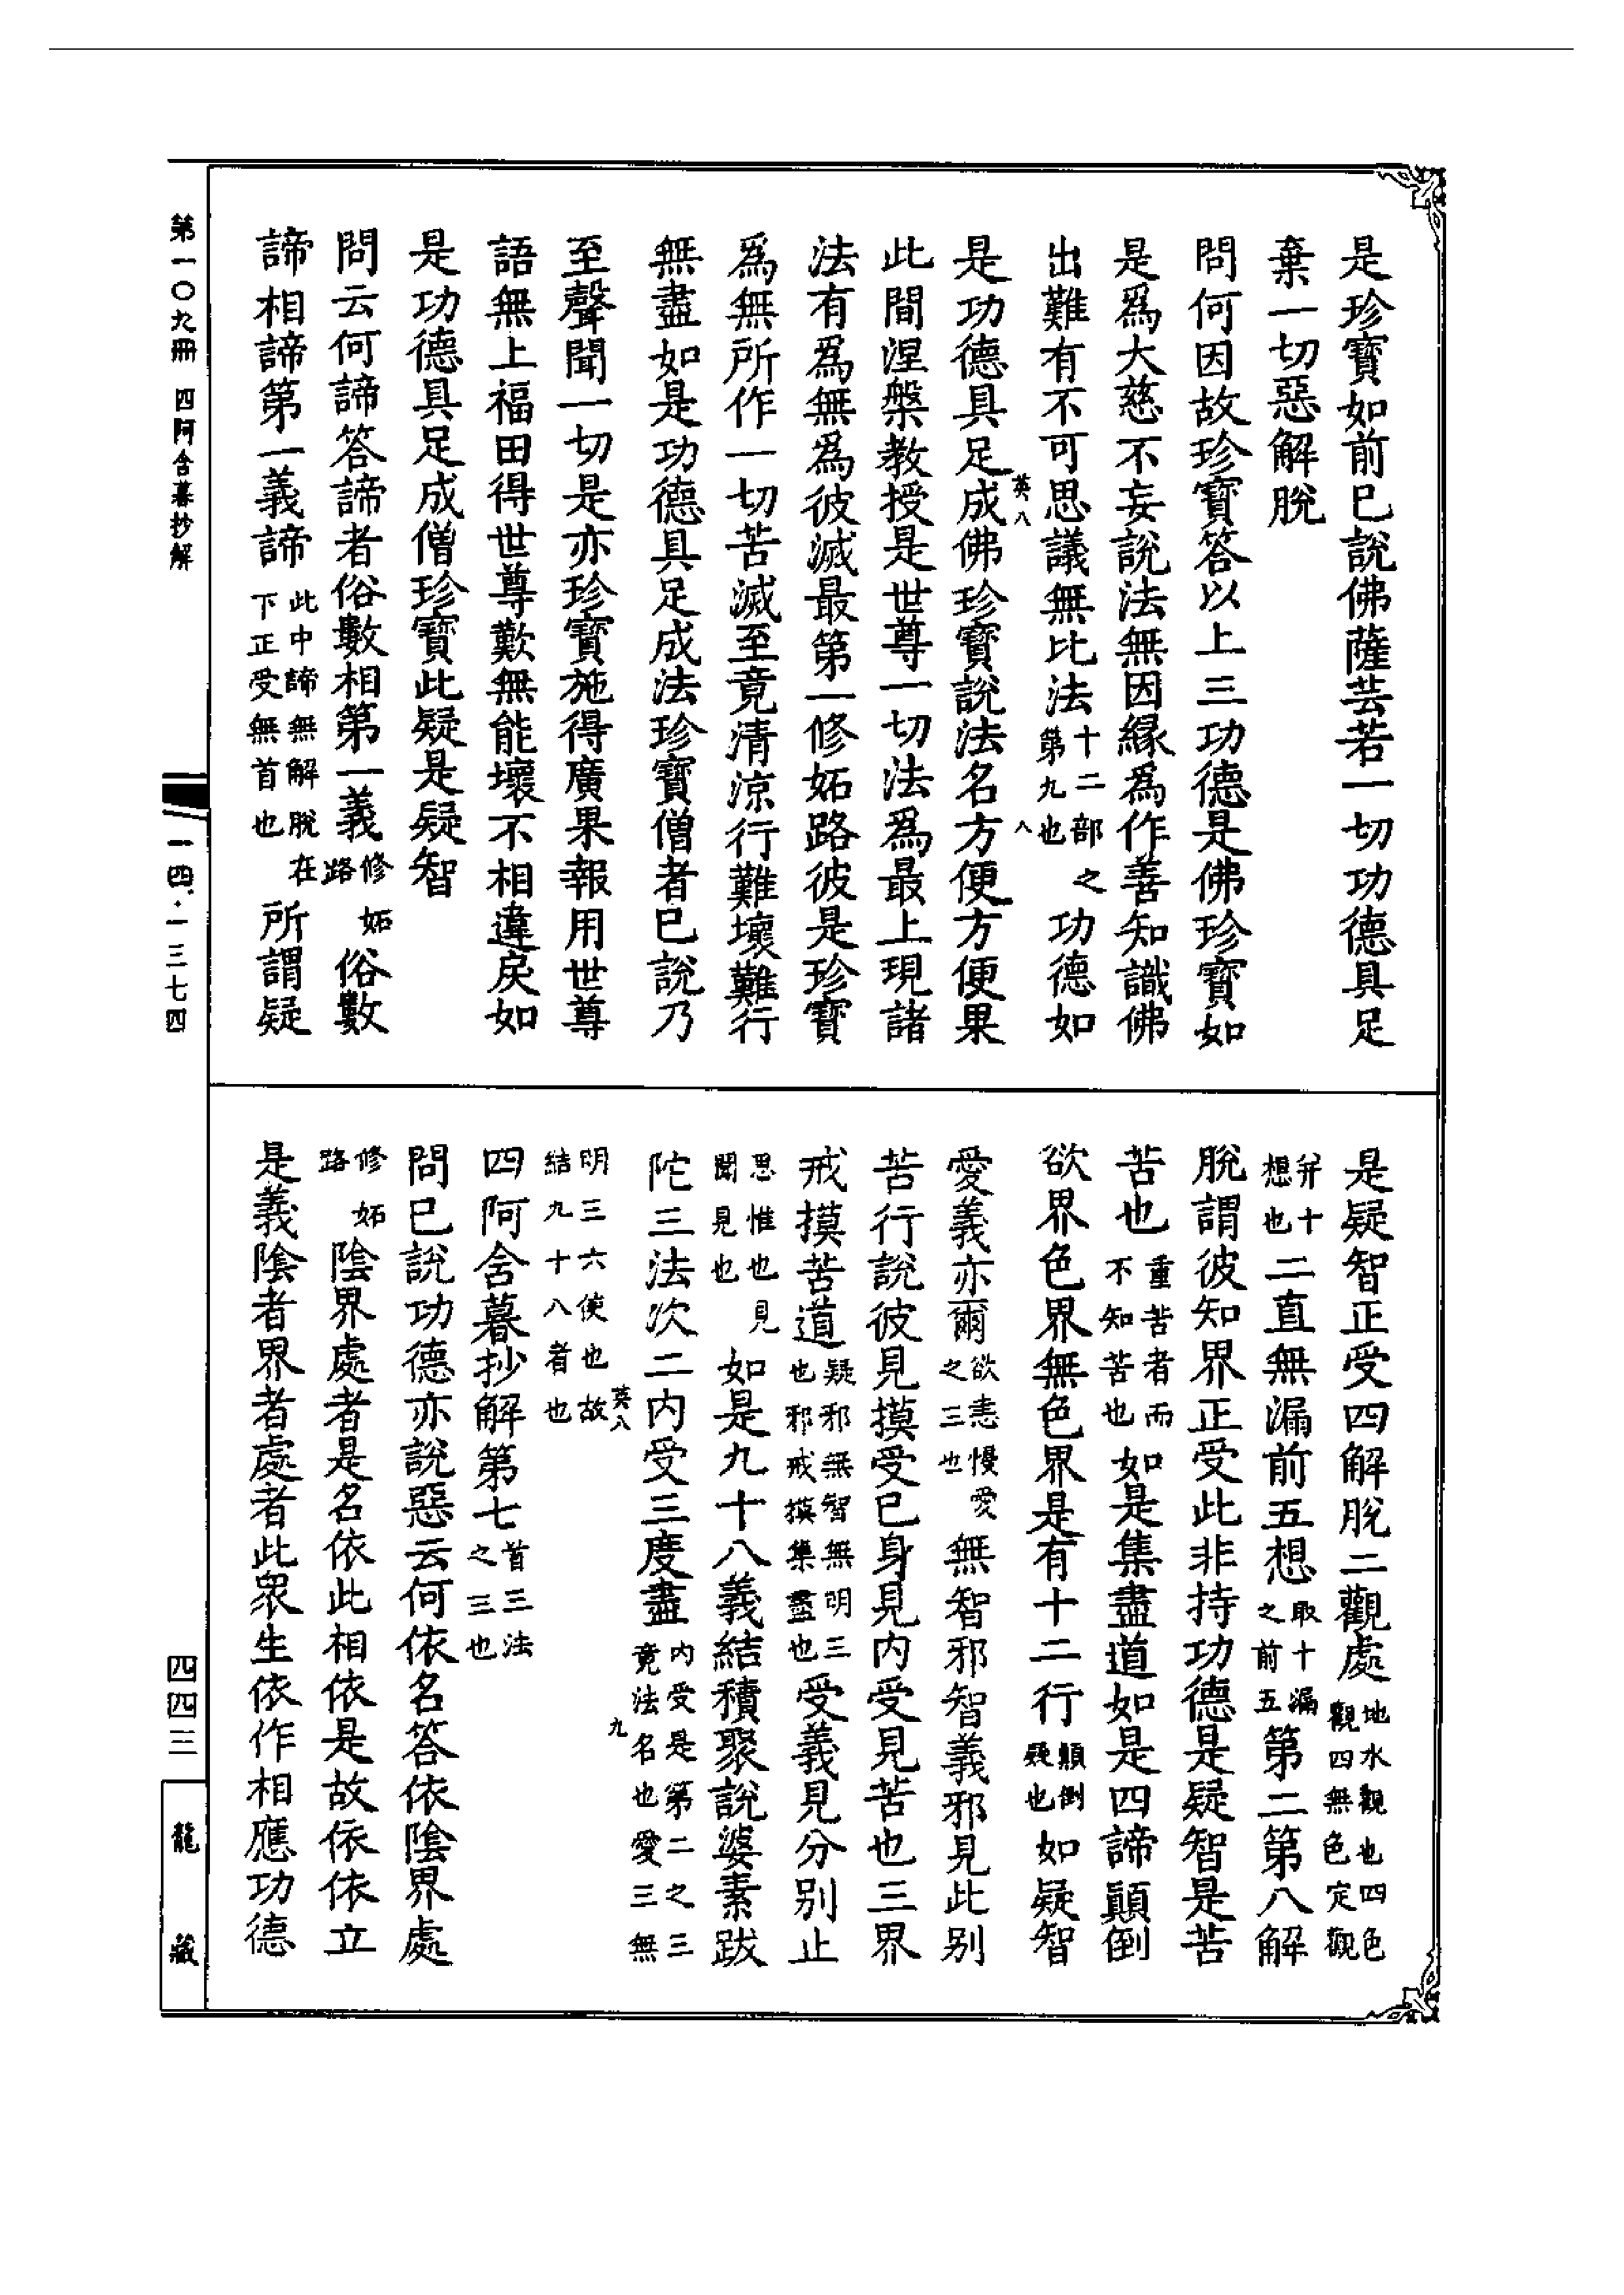 是珍寶如前已說佛薩芸若一切功德具足
棄一切惡解脫
問何因故珍寶答以上三功德是佛珍寶如
是爲大慈不妄說法無因緣爲作善知識佛
出難有不可思議無比法十二部之第九也功德如
英八
八
是功德具足成佛珍寶說法名方便方便果
此間涅槃教授是世尊一切法爲最上現諸
法有爲無爲彼滅最第一修妬路彼是珍寶
爲無所作一切苦滅至竟清涼行難壞難行
無盡如是功德具足成法珍寶僧者已說乃
至聲聞一切是亦珍寶施得廣果報用世尊
語無上福田得世尊歎無能壞不相違戾如
是功德具足成僧珍寶此疑是疑智
問云何諦答諦者俗數相第一義修妬路俗數
諦相諦第一義諦此中諦無解脫在下正受無首也所謂疑
是疑智正受四解脫二觀處地水觀也四色觀四無色定觀
并十想也二直無漏前五想取十漏之前五第二第八解
脫謂彼知界正受此非持功德是疑智是苦
苦也重苦者而不知苦也如是集盡道如是四諦顛倒
欲界色界無色界是有十二行顛倒疑也如疑智
愛義亦爾欲恚慢愛之三也無智邪智義邪見此別
苦行說彼見摸受已身見內受見苦也三界
戒摸苦道疑邪無智無明三也邪戒摸集盡也受義見分別止
思惟也見聞見也如是九十八義結積聚說婆素跋
陀三法次二內受三度盡內受是第二之三竟法名也愛三無
九
明三六使也故結九十八者也
英八
四阿含暮抄解第七首三法之三也
問已說功德亦說惡云何依名答依陰界處
修妬路陰界處者是名依此相依是故依依立
是義陰者界者處者此眾生依作相應功德
第一〇九冊 四阿含暮抄解
一四·一三七四
四四三
龍藏